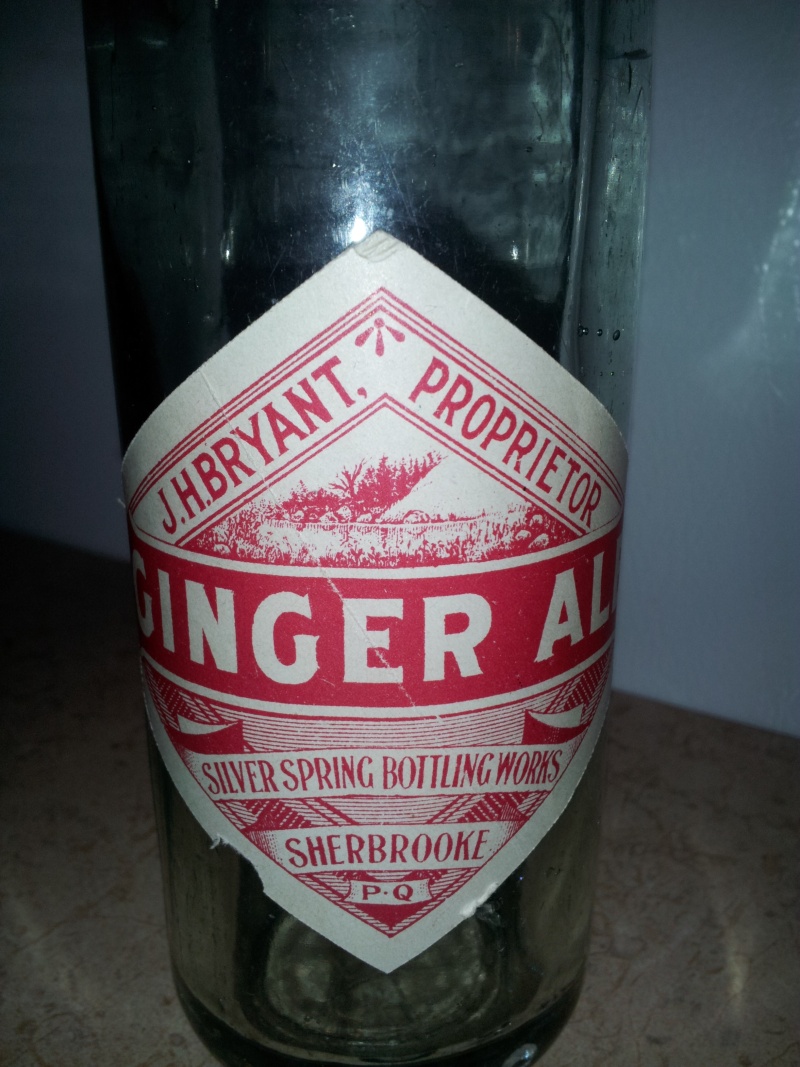 J.H.BRYANT, PROPRIETOR
GINGER AL
SILVER SPRING BOTTLING WORKS
SHERBROOKE
P·Q